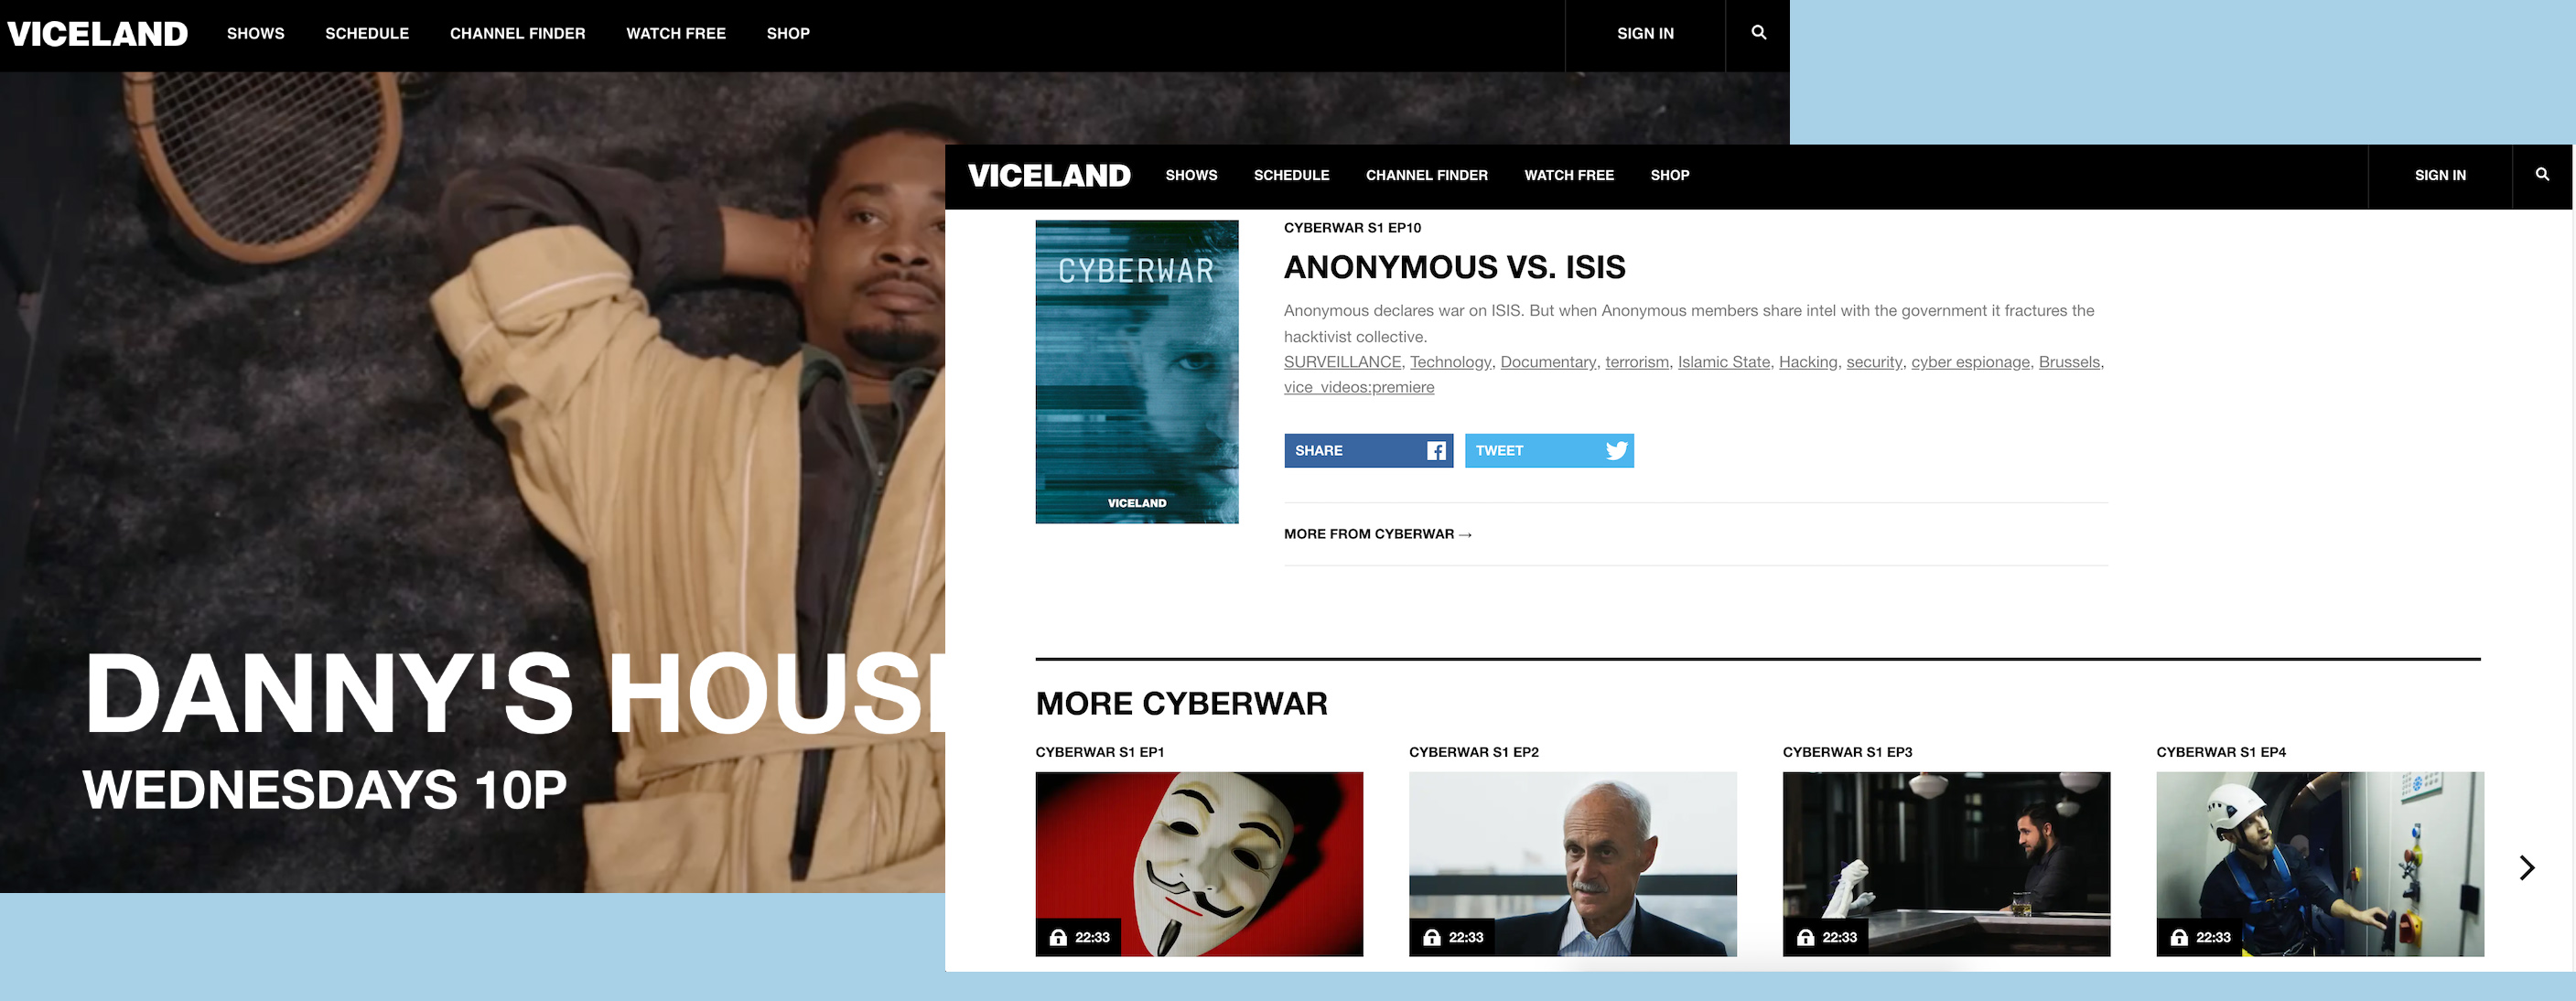 VICELAND SHOWS SCHEDULE CHANNEL FINDER WATCH FREE SHOP SIGN IN
DANNY'S HOUSE
WEDNESDAYS 10P
VICELAND SHOWS SCHEDULE CHANNEL FINDER WATCH FREE SHOP SIGN IN
CYBERWAR
VICELAND
CYBERWAR S1 EP10
ANONYMOUS VS. ISIS
Anonymous declares war on ISIS. But when Anonymous members share intel with the government it fractures the
hacktivist collective.
SURVEILLANCE, Technology, Documentary, terrorism, Islamic State, Hacking, security, cyber espionage, Brussels,
vice_videos:premiere
SHARE TWEET
MORE FROM CYBERWAR →
MORE CYBERWAR
CYBERWAR S1 EP1 CYBERWAR S1 EP2 CYBERWAR S1 EP3 CYBERWAR S1 EP4
22:33 22:33 22:33 22:33